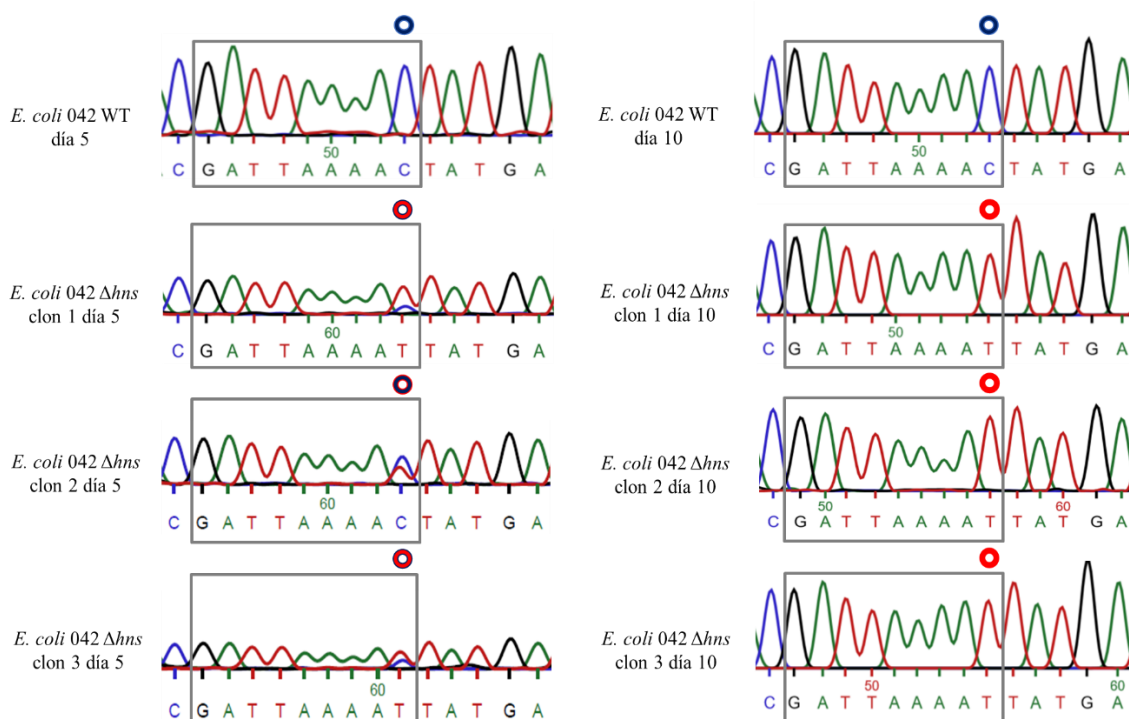 E. coli 042 WT
día 5
50
C G A T T A A A A C T A T G A
E. coli 042 WT
día 10
50
C G A T T A A A A C T A T G A
E. coli 042 Δhns
clon 1 día 5
60
C G A T T A A A A T T A T G A
E. coli 042 Δhns
clon 1 día 10
50
C G A T T A A A A T T A T G A
E. coli 042 Δhns
clon 2 día 5
60
C G A T T A A A A C T A T G A
E. coli 042 Δhns
clon 2 día 10
50 60
C G A T T A A A A T T A T G A
E. coli 042 Δhns
clon 3 día 5
60
C G A T T A A A A T T A T G A
E. coli 042 Δhns
clon 3 día 10
50 60
C G A T T A A A A T T A T G A